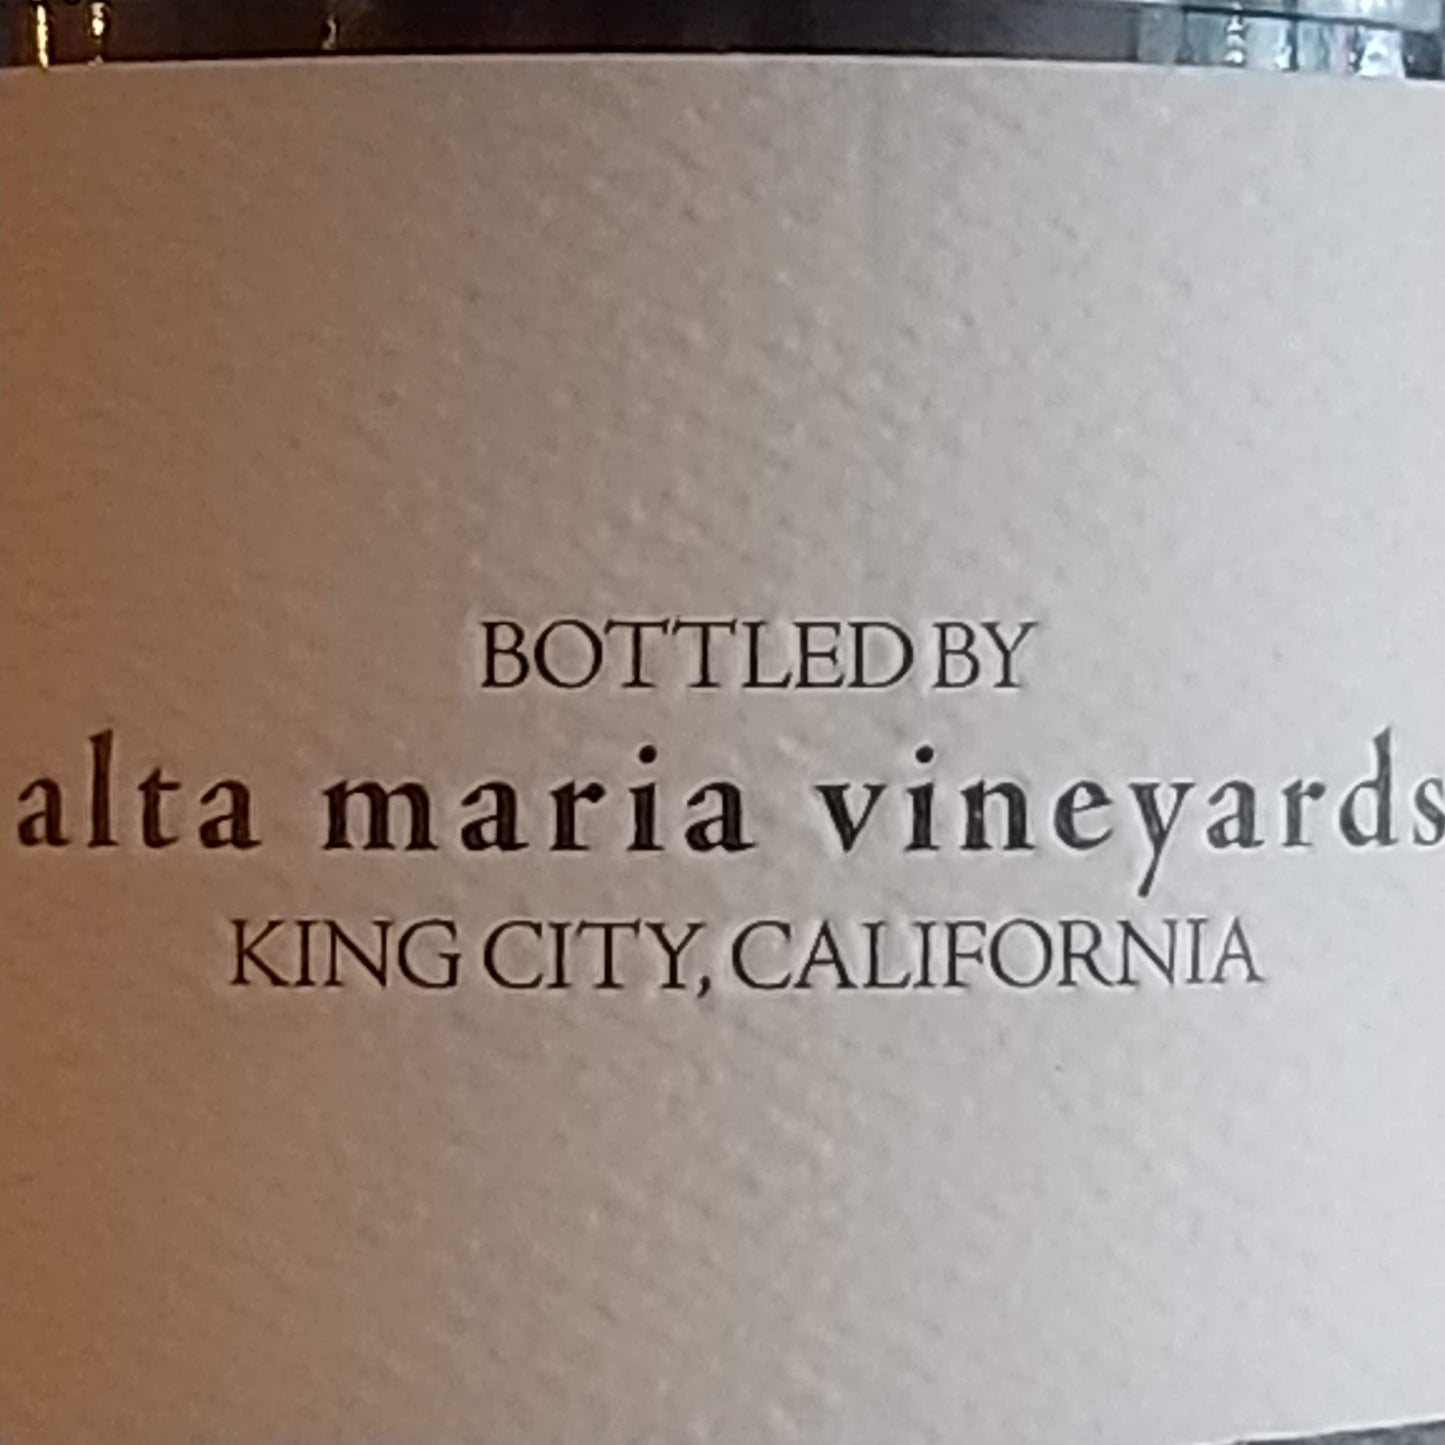 BOTTLED BY
alta maria vineyards
KING CITY, CALIFORNIA